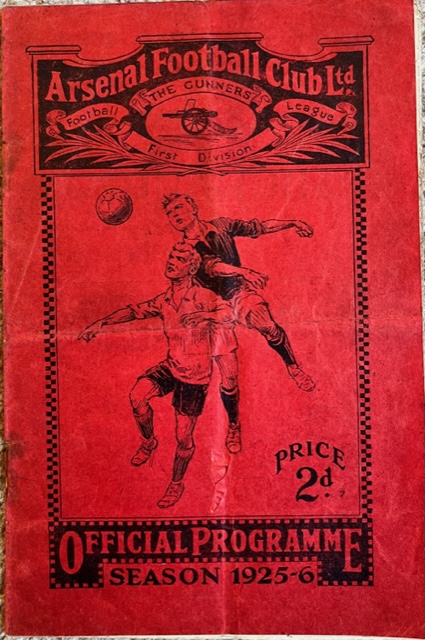 Arsenal Football Club Ltd.
THE GUNNERS
Football League
First Division
PRICE
2d.
OFFICIAL PROGRAMME
SEASON 1925-6